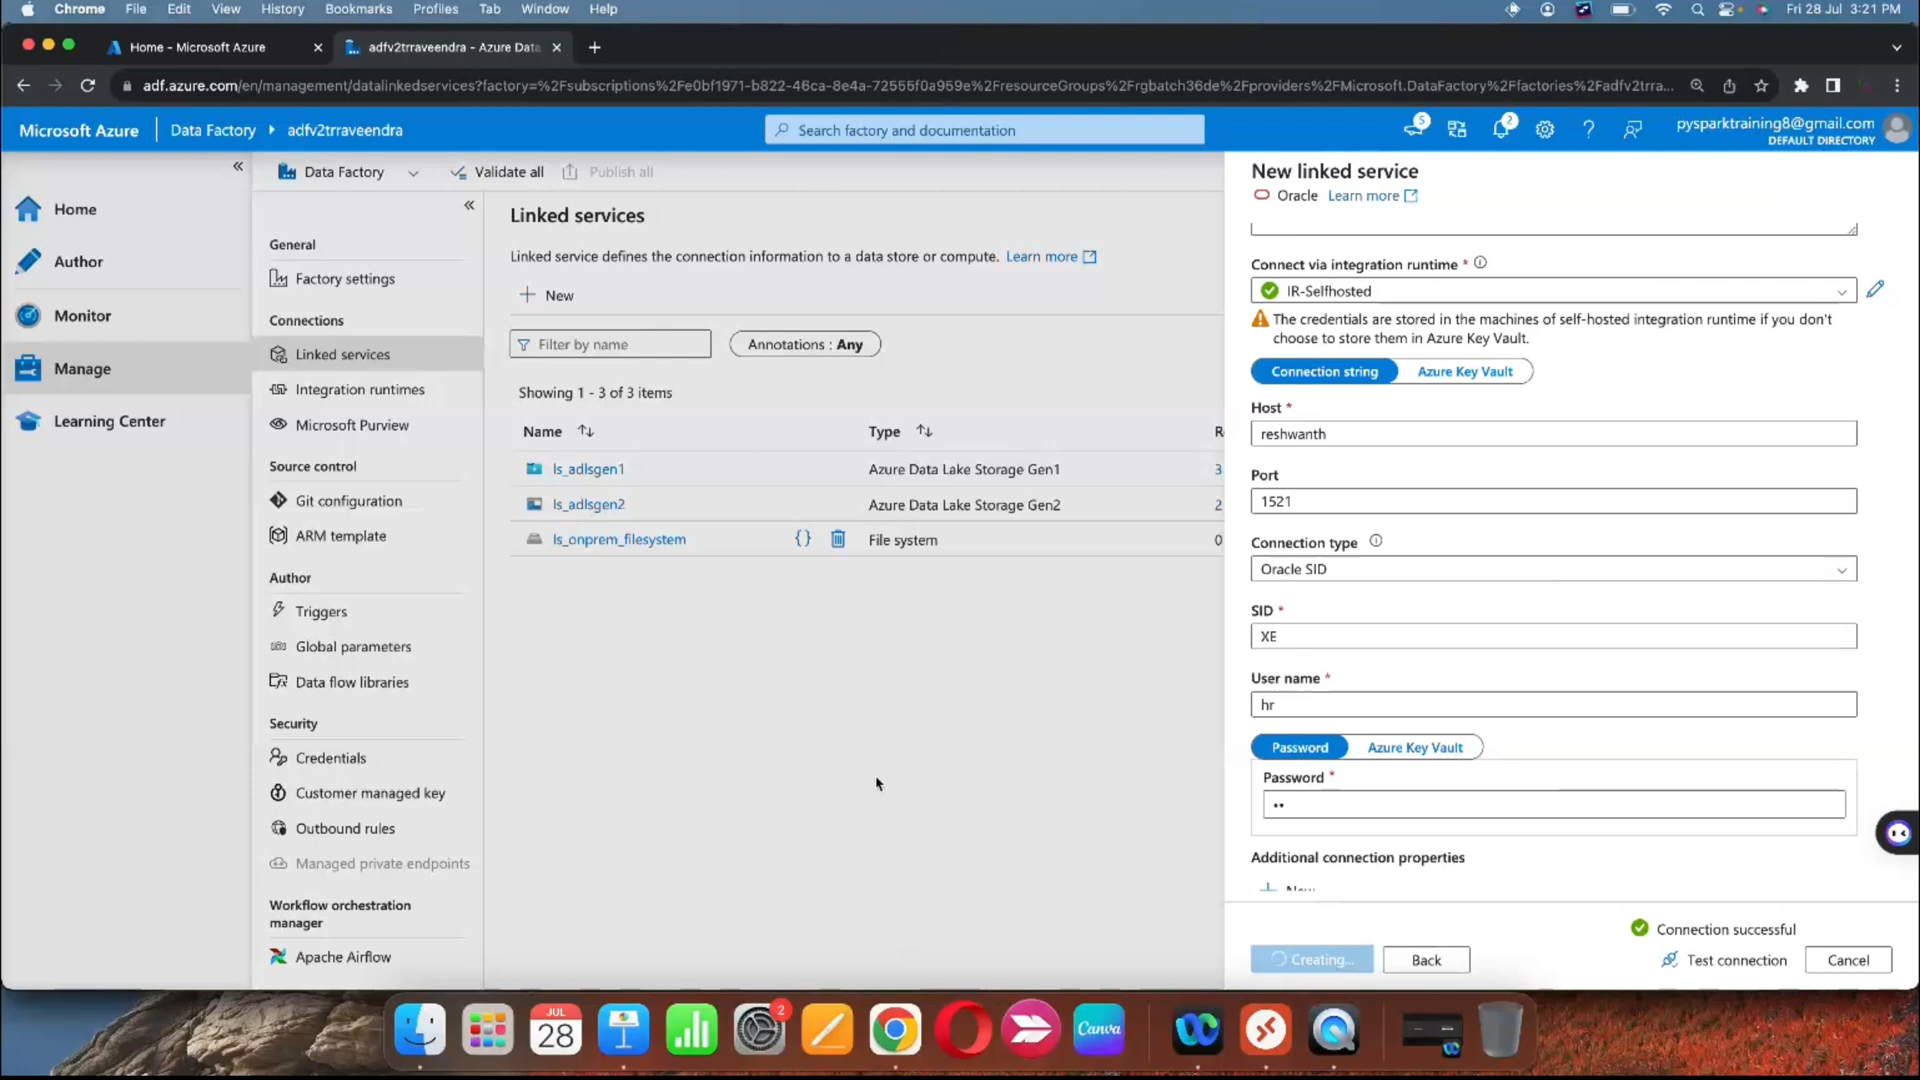 Chrome File Edit View History Bookmarks Profiles Tab Window Help Fri 28 Jul 3:21 PM
Home - Microsoft Azure adfv2trraveendra - Azure Data
adf.azure.com/en/management/datalinkedservices?factory=%2Fsubscriptions%2Fe0bf1971-b822-46ca-8e4a-72555f0a959e%2FresourceGroups%2Frgbatch36de%2Fproviders%2FMicrosoft.DataFactory%2Ffactories%2Fadfv2trra...
Microsoft Azure Data Factory adfv2trraveendra
Search factory and documentation
5
2
pysparktraining8@gmail.com
DEFAULT DIRECTORY
Home
Author
Monitor
Manage
Learning Center
Data Factory Validate all Publish all
General
Factory settings
Connections
Linked services
Integration runtimes
Microsoft Purview
Source control
Git configuration
ARM template
Author
Triggers
Global parameters
Data flow libraries
Security
Credentials
Customer managed key
Outbound rules
Managed private endpoints
Workflow orchestration
manager
Apache Airflow
Linked services
Linked service defines the connection information to a data store or compute. Learn more
New
Filter by name
Annotations : Any
Showing 1 - 3 of 3 items
Name Type R
ls_adlsgen1 Azure Data Lake Storage Gen1 3
ls_adlsgen2 Azure Data Lake Storage Gen2 2
ls_onprem_filesystem {} File system 0
New linked service
Oracle Learn more
Connect via integration runtime *
IR-Selfhosted
The credentials are stored in the machines of self-hosted integration runtime if you don't
choose to store them in Azure Key Vault.
Connection string Azure Key Vault
Host *
reshwanth
Port
1521
Connection type
Oracle SID
SID *
XE
User name *
hr
Password Azure Key Vault
Password *
••
Additional connection properties
New
Connection successful
Creating... Back Test connection Cancel
JUL
28
2
Canva